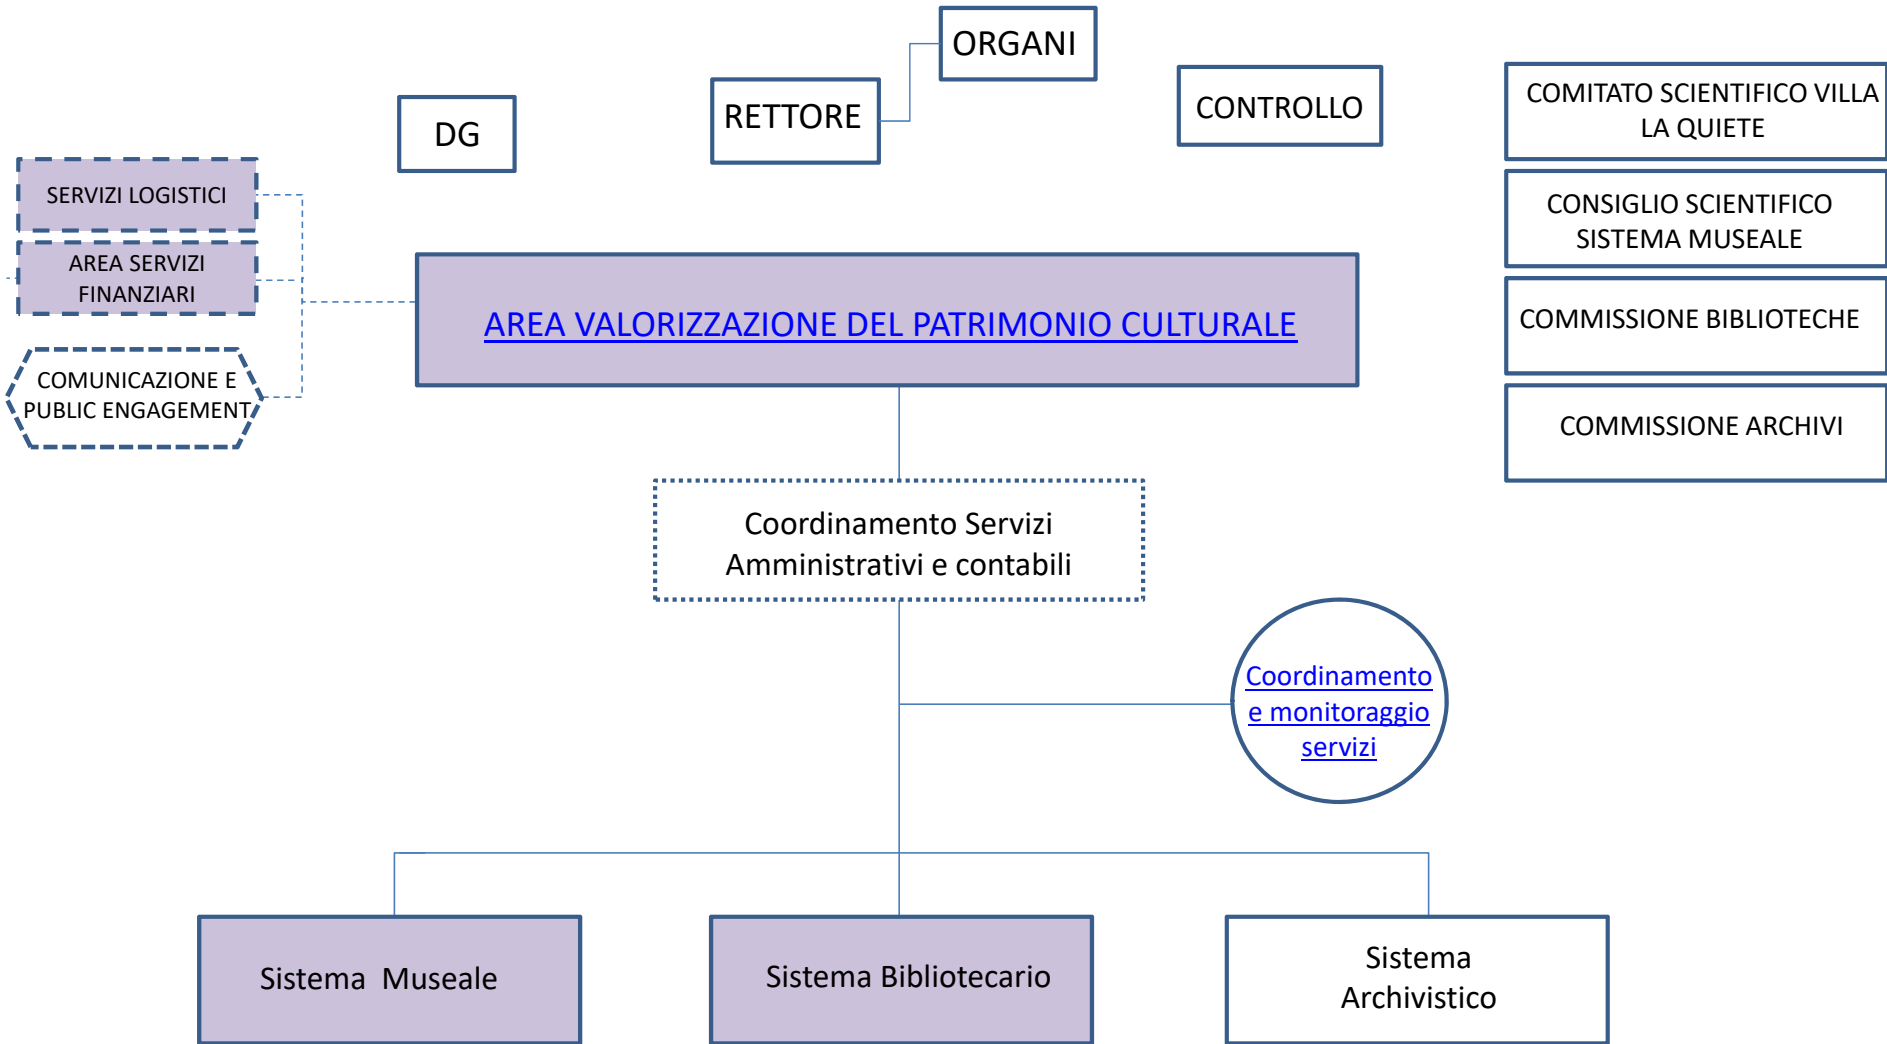 ORGANI
RETTORE
DG
CONTROLLO
COMITATO SCIENTIFICO VILLA
LA QUIETE
CONSIGLIO SCIENTIFICO
SISTEMA MUSEALE
COMMISSIONE BIBLIOTECHE
COMMISSIONE ARCHIVI
SERVIZI LOGISTICI
AREA SERVIZI
FINANZIARI
COMUNICAZIONE E
PUBLIC ENGAGEMENT
AREA VALORIZZAZIONE DEL PATRIMONIO CULTURALE
Coordinamento Servizi
Amministrativi e contabili
Coordinamento
e monitoraggio
servizi
Sistema Museale
Sistema Bibliotecario
Sistema
Archivistico